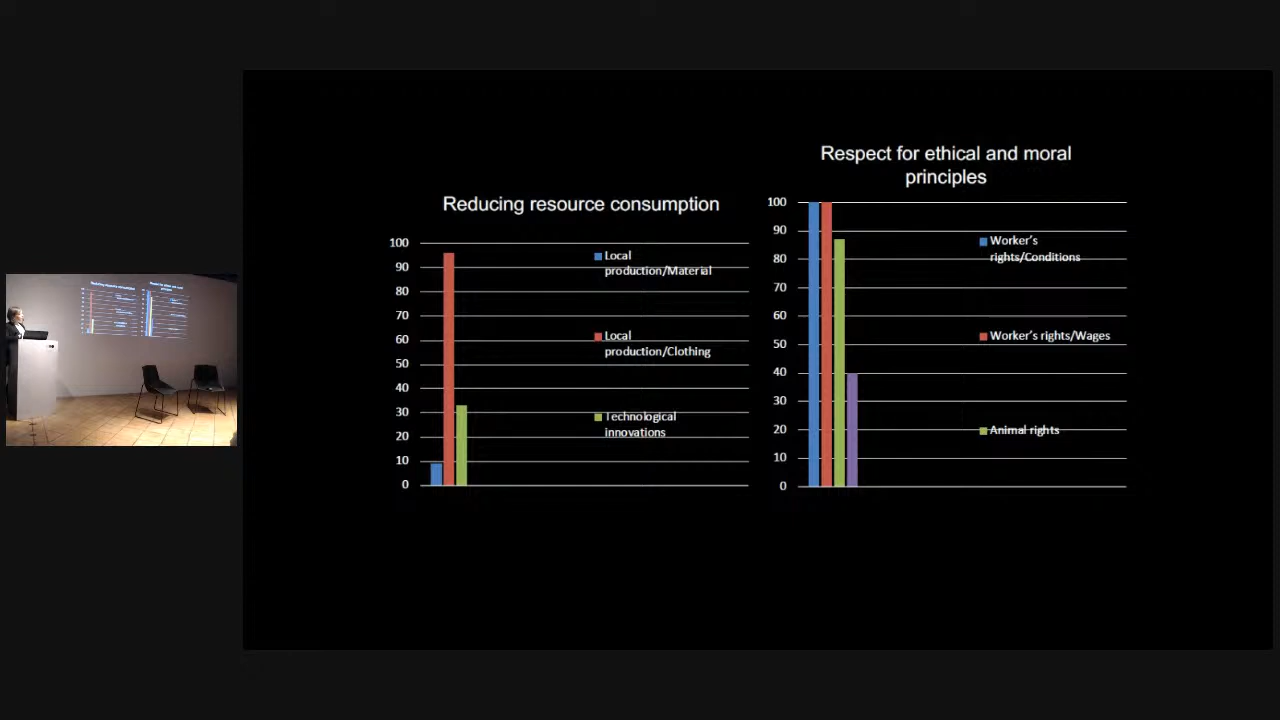 Reducing resource consumption
100
90
80
70
60
50
40
30
20
10
0
Local
production/Material
Local
production/Clothing
Technological
innovations
Respect for ethical and moral
principles
100
90
80
70
60
50
40
30
20
10
0
Worker's
rights/Conditions
Worker's rights/Wages
Animal rights